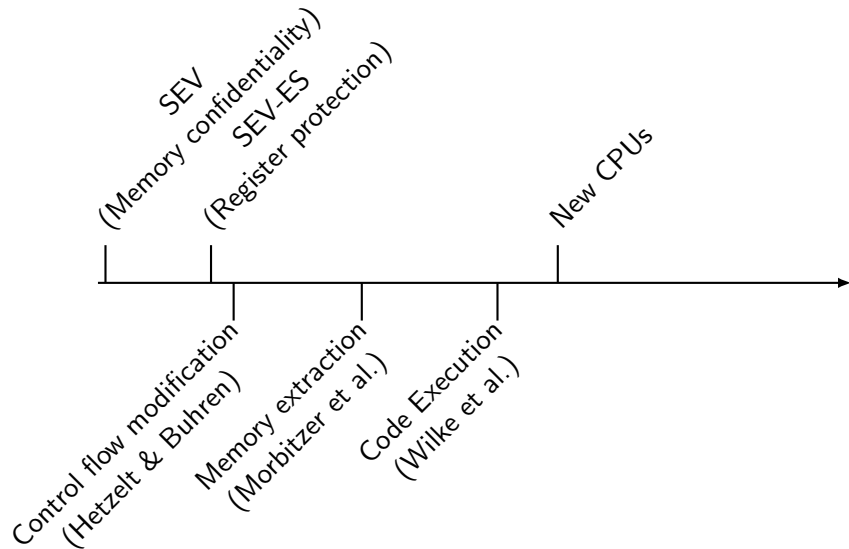 SEV
(Memory confidentiality)
SEV-ES
(Register protection)
New CPUs
Control flow modification
(Hetzelt & Buhren)
Memory extraction
(Morbitzer et al.)
Code Execution
(Wilke et al.)